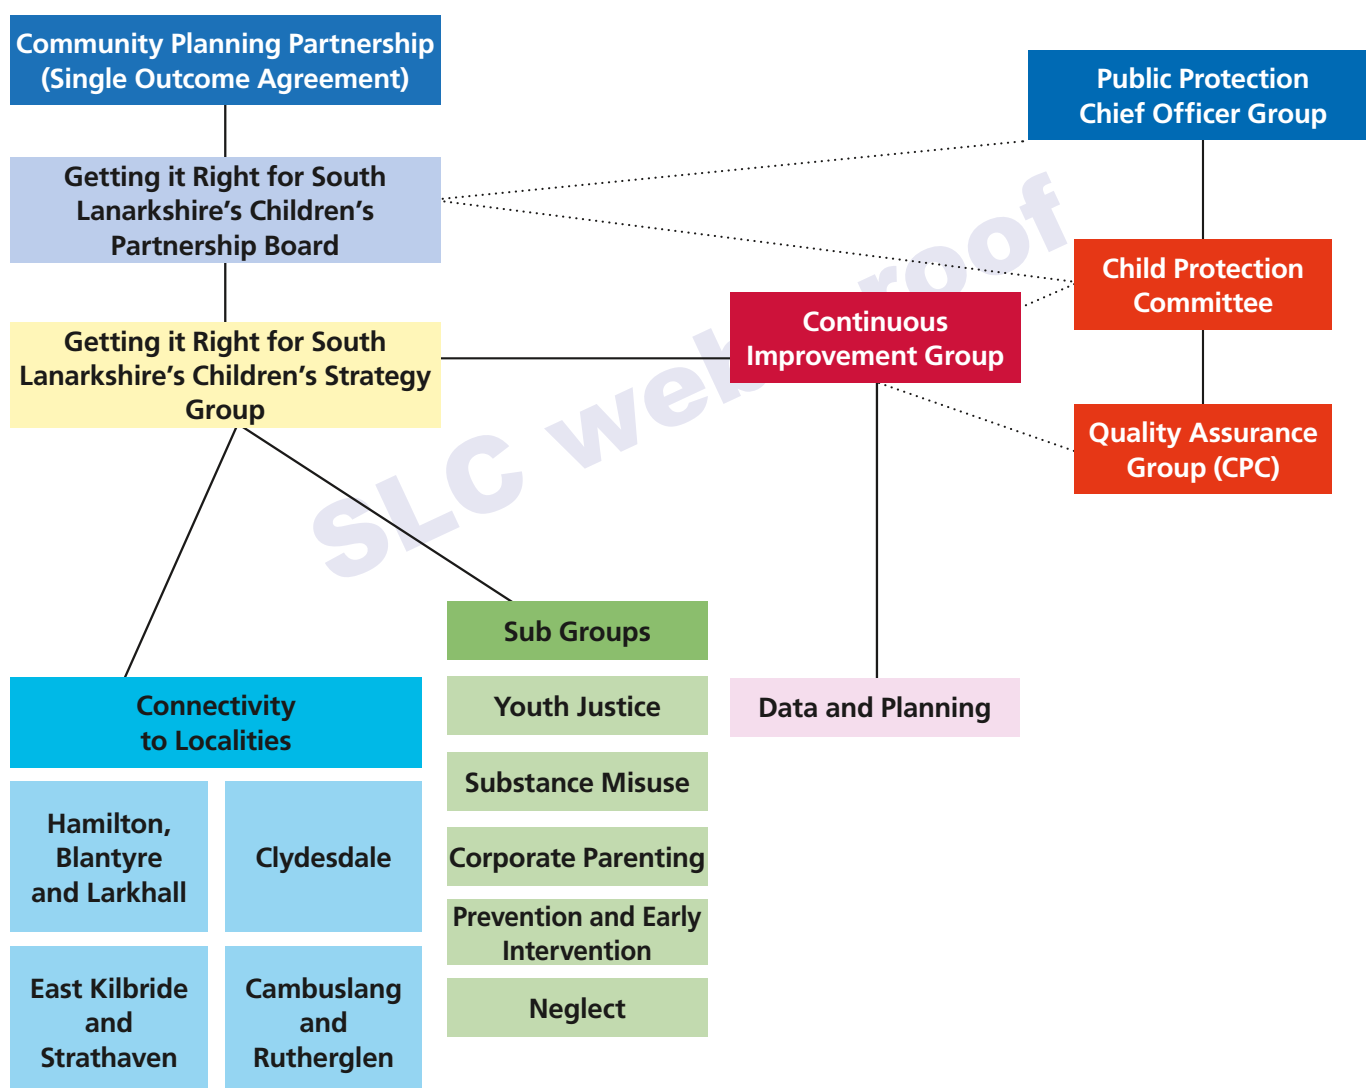 Community Planning Partnership
(Single Outcome Agreement)
Public Protection
Chief Officer Group
Getting it Right for South
Lanarkshire’s Children’s
Partnership Board
Child Protection
Committee
Continuous
Improvement Group
Getting it Right for South
Lanarkshire’s Children’s Strategy
Group
Quality Assurance
Group (CPC)
SLC web roof
Sub Groups
Youth Justice
Substance Misuse
Corporate Parenting
Prevention and Early
Intervention
Neglect
Data and Planning
Connectivity
to Localities
Hamilton,
Blantyre
and Larkhall
Clydesdale
East Kilbride
and
Strathaven
Cambuslang
and
Rutherglen